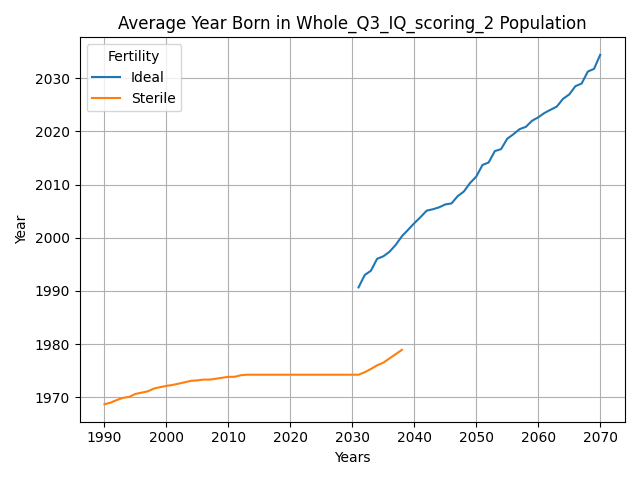 Average Year Born in Whole_Q3_IQ_scoring_2 Population
Fertility
Ideal
Sterile
Year
2030
2020
2010
2000
1990
1980
1970
1990 2000 2010 2020 2030 2040 2050 2060 2070
Years